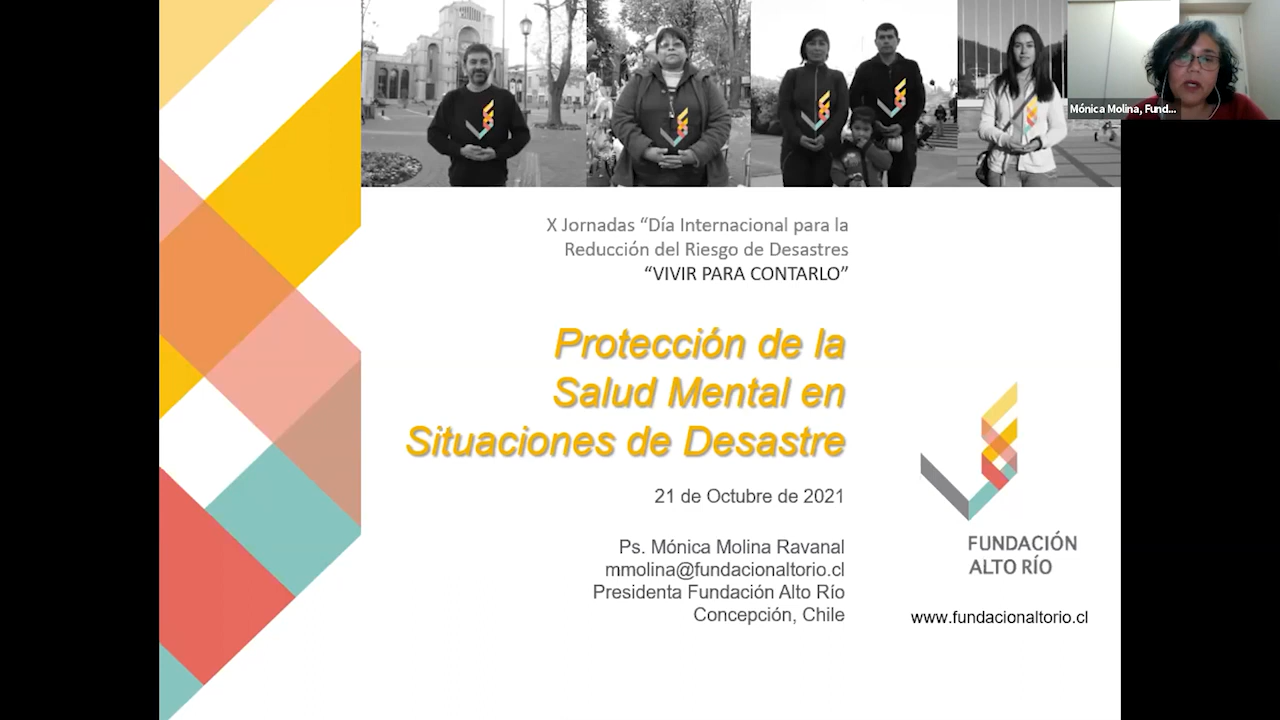 Mónica Molina, Fund...
X Jornadas “Día Internacional para la
Reducción del Riesgo de Desastres
“VIVIR PARA CONTARLO”
Protección de la
Salud Mental en
Situaciones de Desastre
21 de Octubre de 2021
Ps. Mónica Molina Ravanal
mmolina@fundacionaltorio.cl
Presidenta Fundación Alto Río
Concepción, Chile
FUNDACIÓN
ALTO RÍO
www.fundacionaltorio.cl